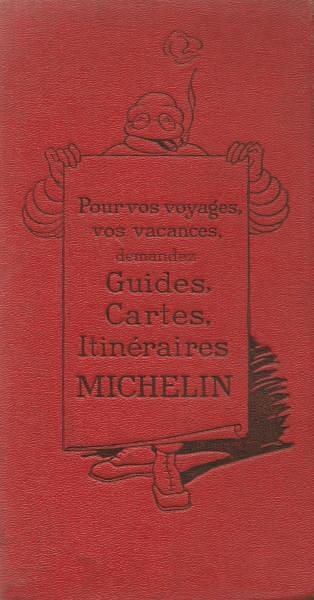 Pour vos voyages,
vos vacances,
demandez
Guides,
Cartes,
Itinéraires
MICHELIN